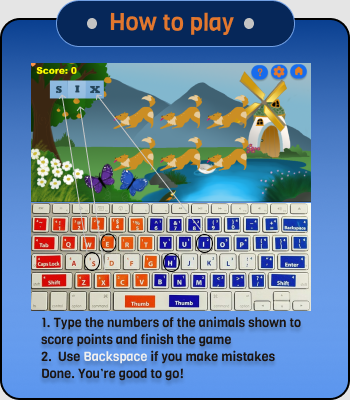 How to play
Score: 0
S I X
Tab Q W E R T Y U I O P
Caps Lock A S D F G H J K L Enter
Shift Z X C V B N M Shift
Thumb Thumb
Backspace
1. Type the numbers of the animals shown to
score points and finish the game
2. Use Backspace if you make mistakes
Done. You're good to go!